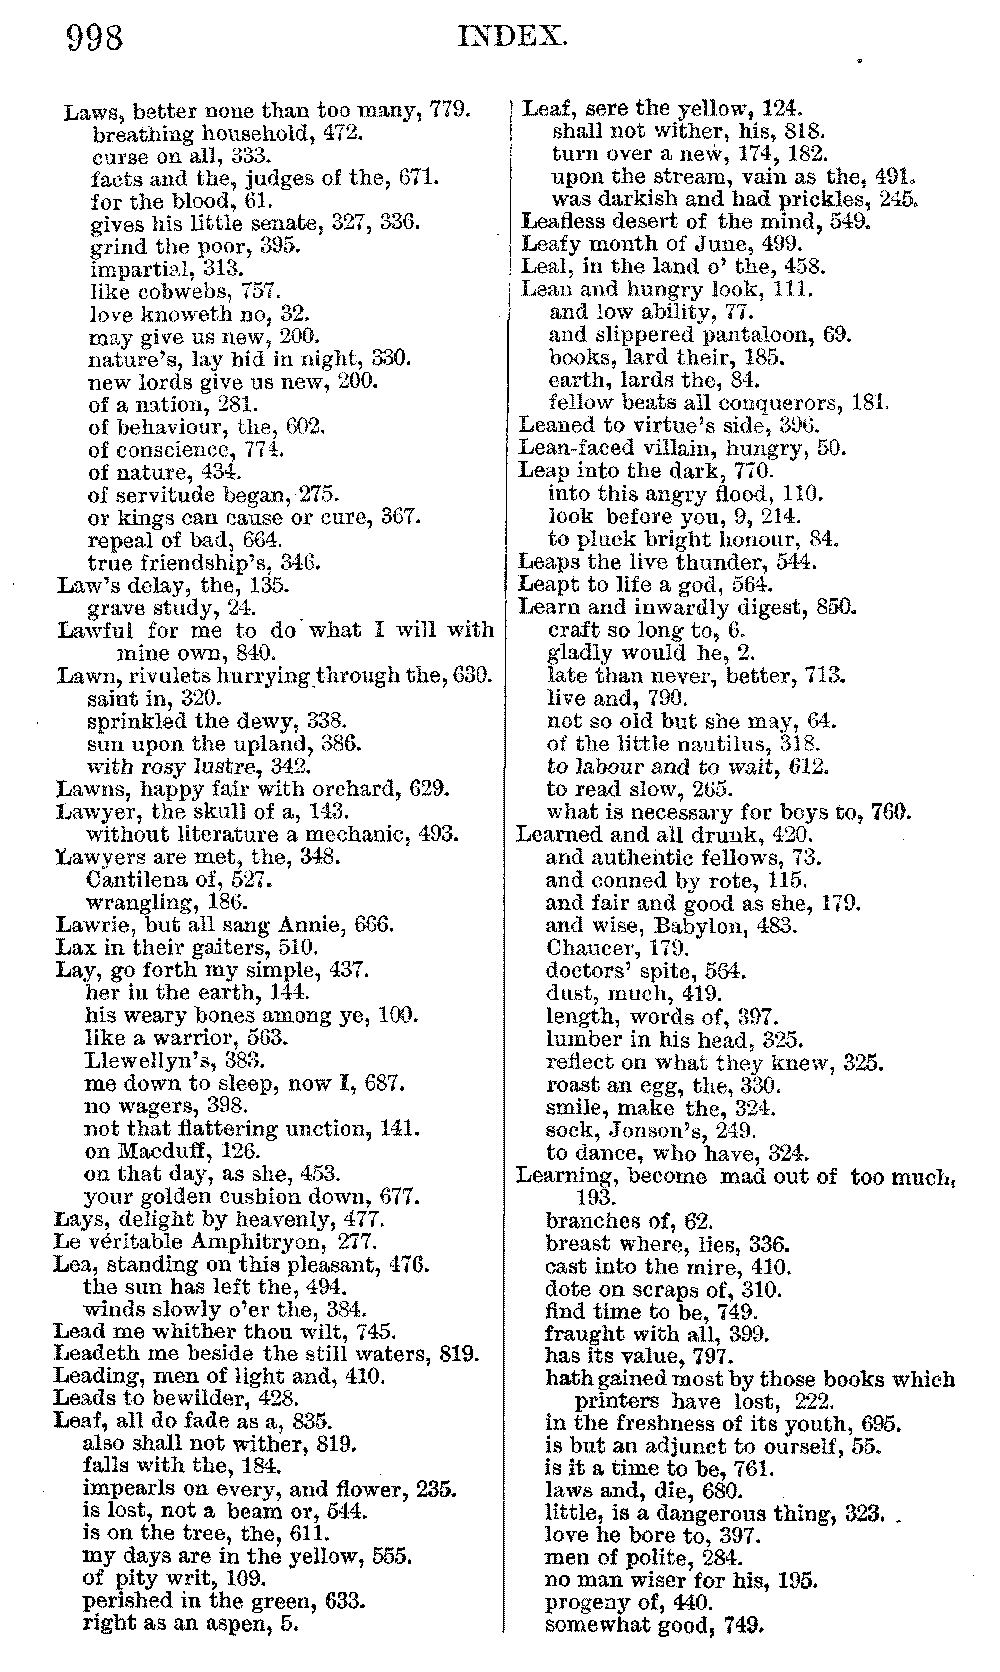 998 INDEX.
Laws, better none than too many, 779.
breathing household, 472.
curse on all, 333.
facts and the, judges of the, 671.
for the blood, 61.
gives his little senate, 327, 336.
grind the poor, 395.
impartial, 313.
like cobwebs, 757.
love knoweth no, 32.
may give us new, 200.
nature's, lay hid in night, 330.
new lords give us new, 200.
of a nation, 281.
of behaviour, the, 602.
of conscience, 774.
of nature, 434.
of servitude began, 275.
or kings can cause or cure, 367.
repeal of bad, 664.
true friendship's, 346.
Law's delay, the, 135.
grave study, 24.
Lawful for me to do what I will with
mine own, 840.
Lawn, rivulets hurrying through the, 630.
saint in, 320.
sprinkled the dewy, 338.
sun upon the upland, 386.
with rosy lustre, 342.
Lawns, happy fair with orchard, 629.
Lawyer, the skull of a, 143.
without literature a mechanic, 493.
Lawyers are met, the, 348.
Cantilena of, 527.
wrangling, 186.
Lawrie, but all sang Annie, 666.
Lax in their gaiters, 510.
Lay, go forth my simple, 437.
her in the earth, 144.
his weary bones among ye, 100.
like a warrior, 563.
Llewellyn's, 383.
me down to sleep, now I, 687.
no wagers, 398.
not that flattering unction, 141.
on Macduff, 126.
on that day, as she, 453.
your golden cushion down, 677.
Lays, delight by heavenly, 477.
Le véritable Amphitryon, 277.
Lea, standing on this pleasant, 476.
the sun has left the, 494.
winds slowly o'er the, 384.
Lead me whither thou wilt, 745.
Leadeth me beside the still waters, 819.
Leading, men of light and, 410.
Leads to bewilder, 428.
Leaf, all do fade as a, 835.
also shall not wither, 819.
falls with the, 184.
impearls on every, and flower, 235.
is lost, not a beam or, 544.
is on the tree, the, 611.
my days are in the yellow, 555.
of pity writ, 109.
perished in the green, 633.
right as an aspen, 5.
Leaf, sere the yellow, 124.
shall not wither, his, 818.
turn over a new, 174, 182.
upon the stream, vain as the, 491.
was darkish and had prickles, 245.
Leafless desert of the mind, 549.
Leafy month of June, 499.
Leal, in the land o' the, 458.
Lean and hungry look, 111.
and low ability, 77.
and slippered pantaloon, 69.
books, lard their, 185.
earth, lards the, 84.
fellow beats all conquerors, 181.
Leaned to virtue's side, 396.
Lean-faced villain, hungry, 50.
Leap into the dark, 770.
into this angry flood, 110.
look before you, 9, 214.
to pluck bright honour, 84.
Leaps the live thunder, 544.
Leapt to life a god, 564.
Learn and inwardly digest, 850.
craft so long to, 6.
gladly would he, 2.
late than never, better, 713.
live and, 790.
not so old but she may, 64.
of the little nautilus, 318.
to labour and to wait, 612.
to read slow, 265.
what is necessary for boys to, 760.
Learned and all drunk, 420.
and authentic fellows, 73.
and conned by rote, 115.
and fair and good as she, 179.
and wise, Babylon, 483.
Chaucer, 179.
doctors' spite, 564.
dust, much, 419.
length, words of, 397.
lumber in his head, 325.
reflect on what they knew, 325.
roast an egg, the, 330.
smile, make the, 324.
sock, Jonson's, 249.
to dance, who have, 324.
Learning, become mad out of too much,
193.
branches of, 62.
breast where, lies, 336.
cast into the mire, 410.
dote on scraps of, 310.
find time to be, 749.
fraught with all, 399.
has its value, 797.
hath gained most by those books which
printers have lost, 222.
in the freshness of its youth, 695.
is but an adjunct to ourself, 55.
is it a time to be, 761.
laws and, die, 680.
little, is a dangerous thing, 323.
love he bore to, 397.
men of polite, 284.
no man wiser for his, 195.
progeny of, 440.
somewhat good, 749.